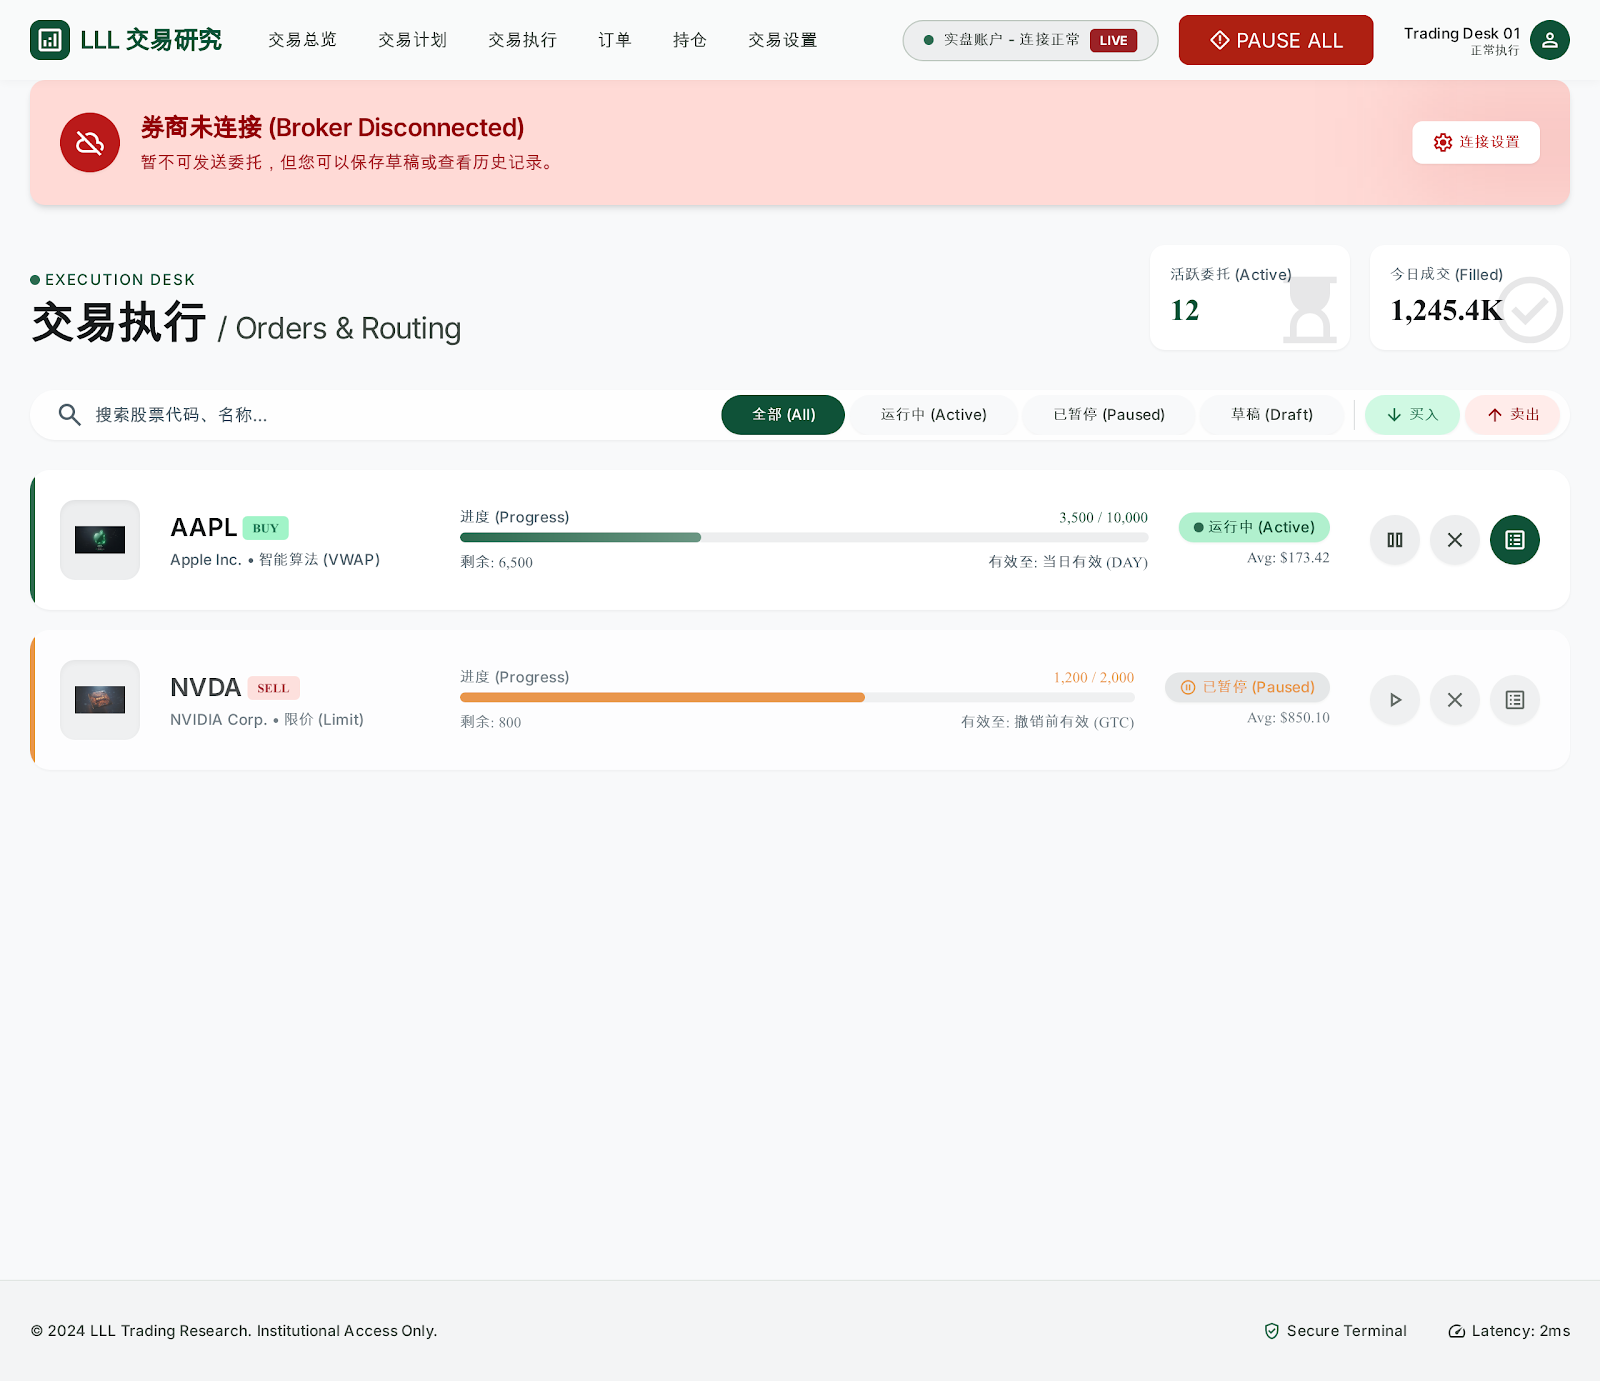 LLL 交易研究
交易总览
交易计划
交易执行
订单
持仓
交易设置
实盘账户 - 连接正常 LIVE
PAUSE ALL
Trading Desk 01
正常执行
券商未连接 (Broker Disconnected)
暂不可发送委托，但您可以保存草稿或查看历史记录。
连接设置
EXECUTION DESK
交易执行 / Orders & Routing
活跃委托 (Active)
12
今日成交 (Filled)
1,245.4K
搜索股票代码、名称...
全部 (All)
运行中 (Active)
已暂停 (Paused)
草稿 (Draft)
买入
卖出
AAPL BUY
Apple Inc. • 智能算法 (VWAP)
进度 (Progress)
3,500 / 10,000
剩余: 6,500
有效至: 当日有效 (DAY)
运行中 (Active)
Avg: $173.42
NVDA SELL
NVIDIA Corp. • 限价 (Limit)
进度 (Progress)
1,200 / 2,000
剩余: 800
有效至: 撤销前有效 (GTC)
已暂停 (Paused)
Avg: $850.10
© 2024 LLL Trading Research. Institutional Access Only.
Secure Terminal
Latency: 2ms